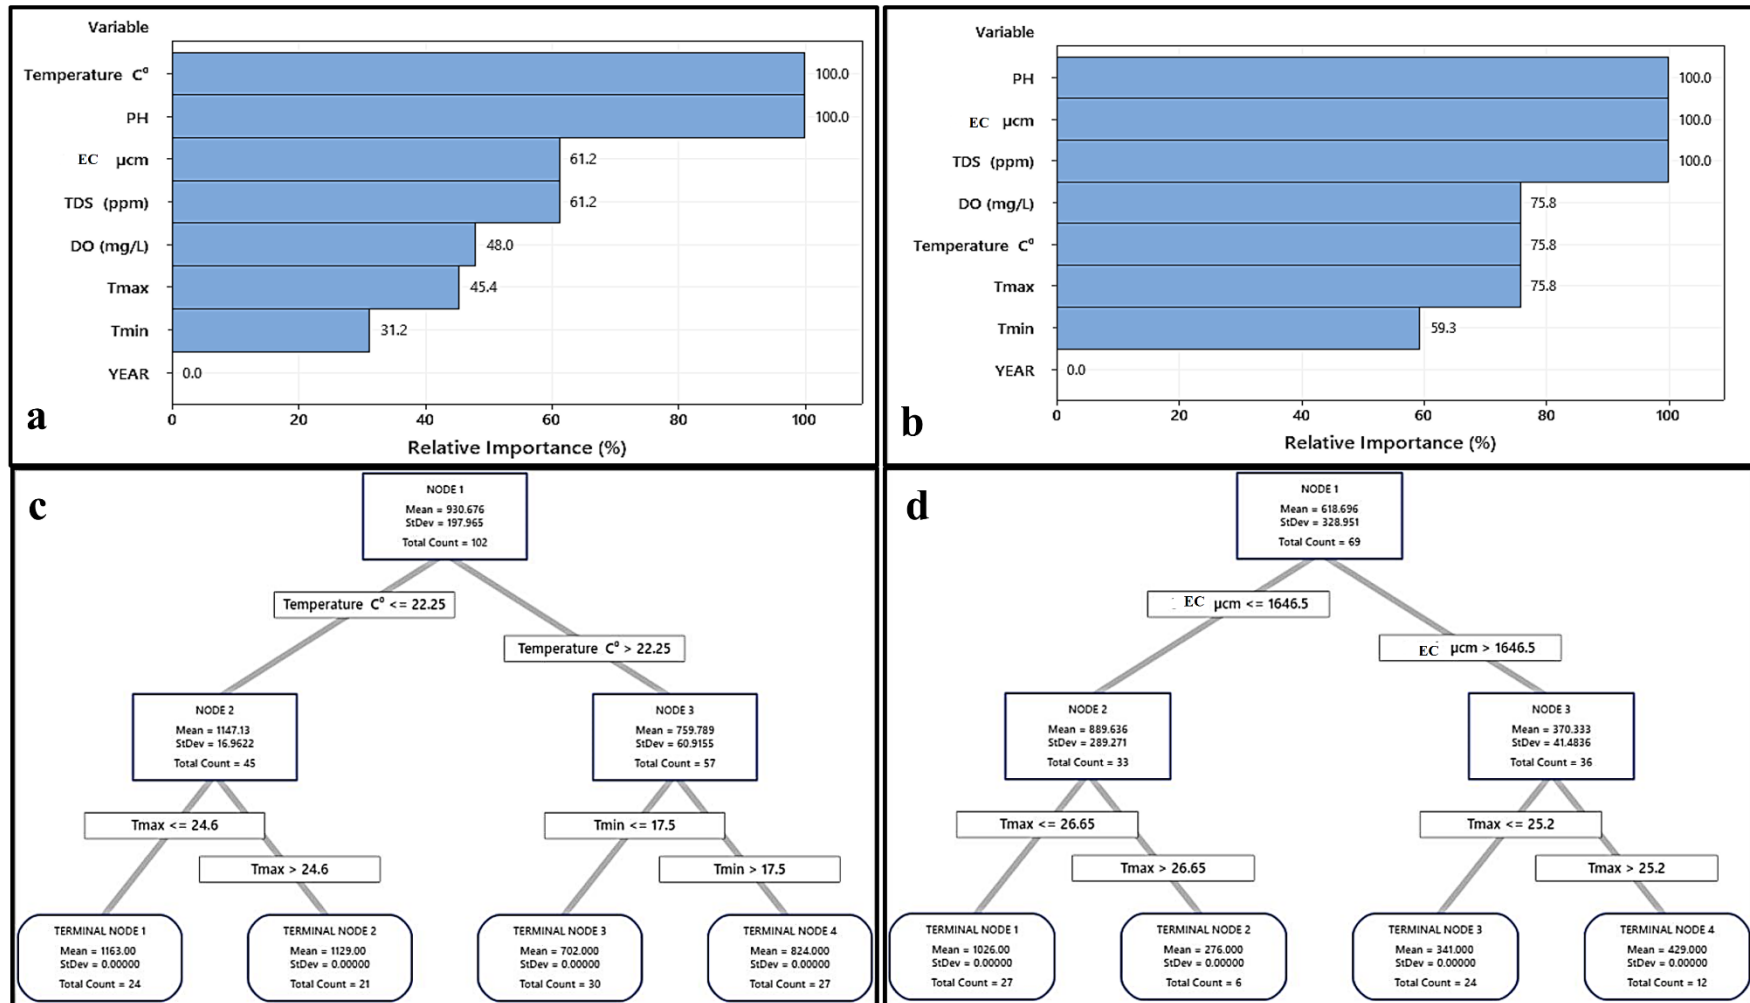 Variable
Temperature C⁰ 100.0
PH 100.0
EC µcm 61.2
TDS (ppm) 61.2
DO (mg/L) 48.0
Tmax 45.4
Tmin 31.2
YEAR 0.0
0 20 40 60 80 100
Relative Importance (%)
a
Variable
PH 100.0
EC µcm 100.0
TDS (ppm) 100.0
DO (mg/L) 75.8
Temperature C⁰ 75.8
Tmax 75.8
Tmin 59.3
YEAR 0.0
0 20 40 60 80 100
Relative Importance (%)
b
c
NODE 1
Mean = 930.676
StDev = 197.965
Total Count = 102
Temperature C⁰ <= 22.25
Temperature C⁰ > 22.25
NODE 2
Mean = 1147.13
StDev = 16.9622
Total Count = 45
NODE 3
Mean = 759.789
StDev = 60.9155
Total Count = 57
Tmax <= 24.6
Tmax > 24.6
Tmin <= 17.5
Tmin > 17.5
TERMINAL NODE 1
Mean = 1163.00
StDev = 0.00000
Total Count = 24
TERMINAL NODE 2
Mean = 1129.00
StDev = 0.00000
Total Count = 21
TERMINAL NODE 3
Mean = 702.000
StDev = 0.00000
Total Count = 30
TERMINAL NODE 4
Mean = 824.000
StDev = 0.00000
Total Count = 27
d
NODE 1
Mean = 618.696
StDev = 328.951
Total Count = 69
EC µcm <= 1646.5
EC µcm > 1646.5
NODE 2
Mean = 889.636
StDev = 289.271
Total Count = 33
NODE 3
Mean = 370.333
StDev = 41.4836
Total Count = 36
Tmax <= 26.65
Tmax > 26.65
Tmax <= 25.2
Tmax > 25.2
TERMINAL NODE 1
Mean = 1026.00
StDev = 0.00000
Total Count = 27
TERMINAL NODE 2
Mean = 276.000
StDev = 0.00000
Total Count = 6
TERMINAL NODE 3
Mean = 341.000
StDev = 0.00000
Total Count = 24
TERMINAL NODE 4
Mean = 429.000
StDev = 0.00000
Total Count = 12